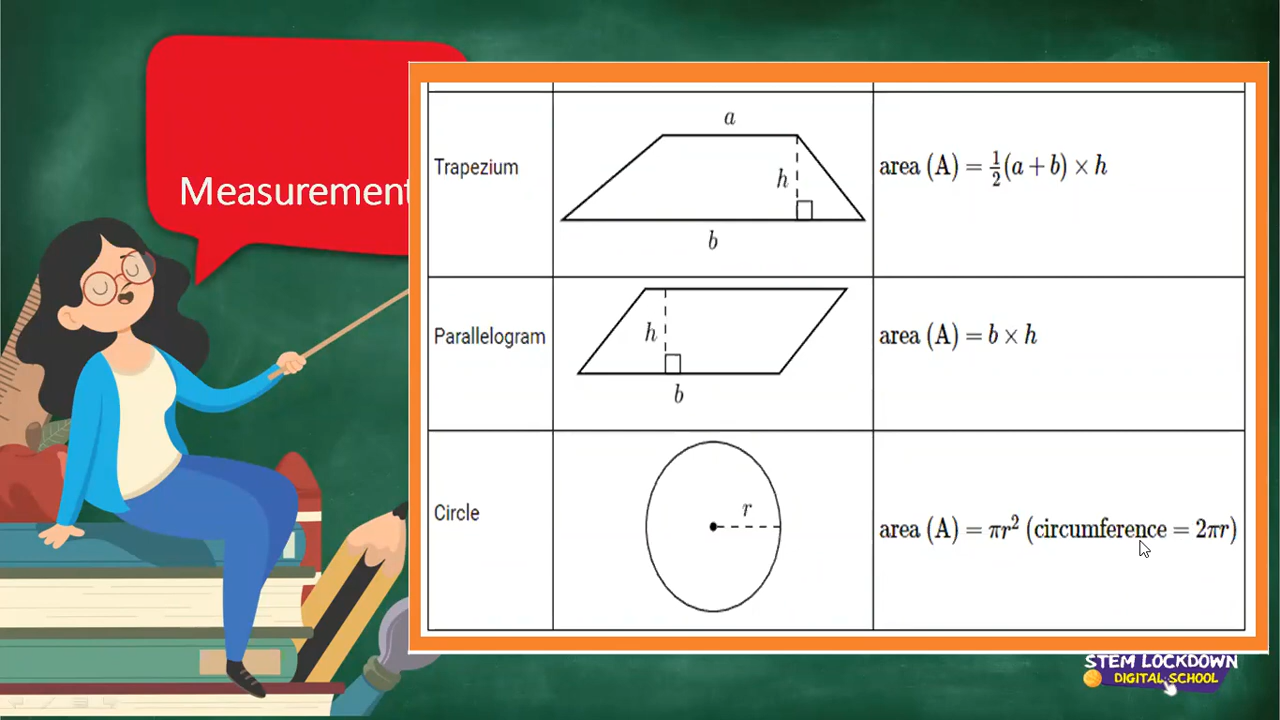 Measurement
Trapezium
a
h
b
area (A) = 1/2(a + b) × h
Parallelogram
h
b
area (A) = b × h
Circle
r
area (A) = πr² (circumference = 2πr)
STEM LOCKDOWN
DIGITAL SCHOOL